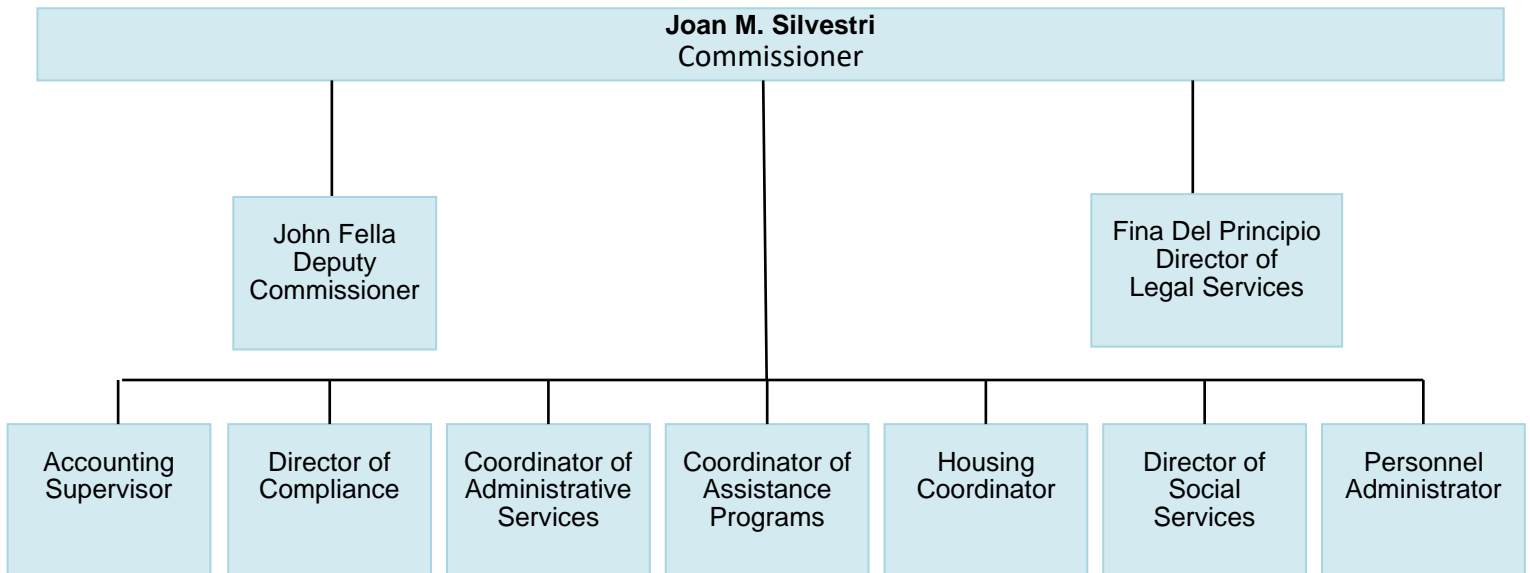 Joan M. Silvestri
Commissioner
John Fella
Deputy
Commissioner
Fina Del Principio
Director of
Legal Services
Accounting
Supervisor
Director of
Compliance
Coordinator of
Administrative
Services
Coordinator of
Assistance
Programs
Housing
Coordinator
Director of
Social
Services
Personnel
Administrator